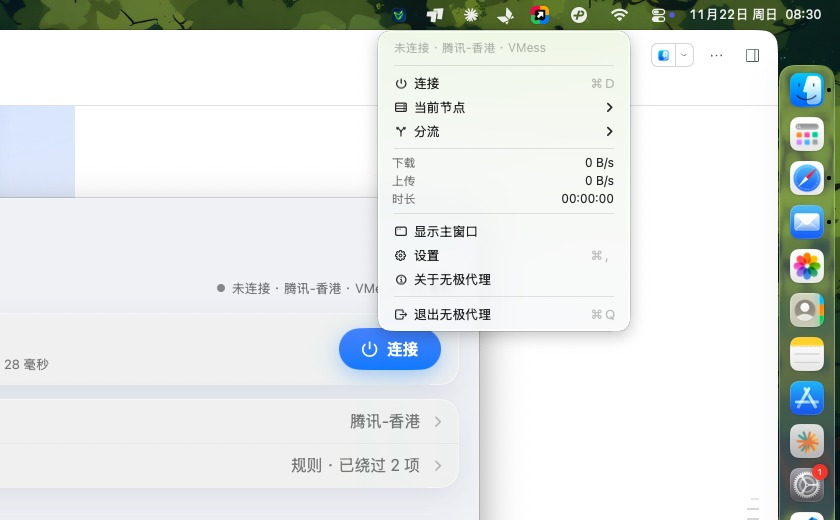 11月22日 周日 08:30
未连接 · 腾讯-香港 · VMess
连接 ⌘D
当前节点
分流
下载 0 B/s
上传 0 B/s
时长 00:00:00
显示主窗口
设置 ⌘,
关于无极代理
退出无极代理 ⌘Q
未连接 · 腾讯-香港 · VMe
28 毫秒
连接
腾讯-香港
规则 · 已绕过 2 项
1